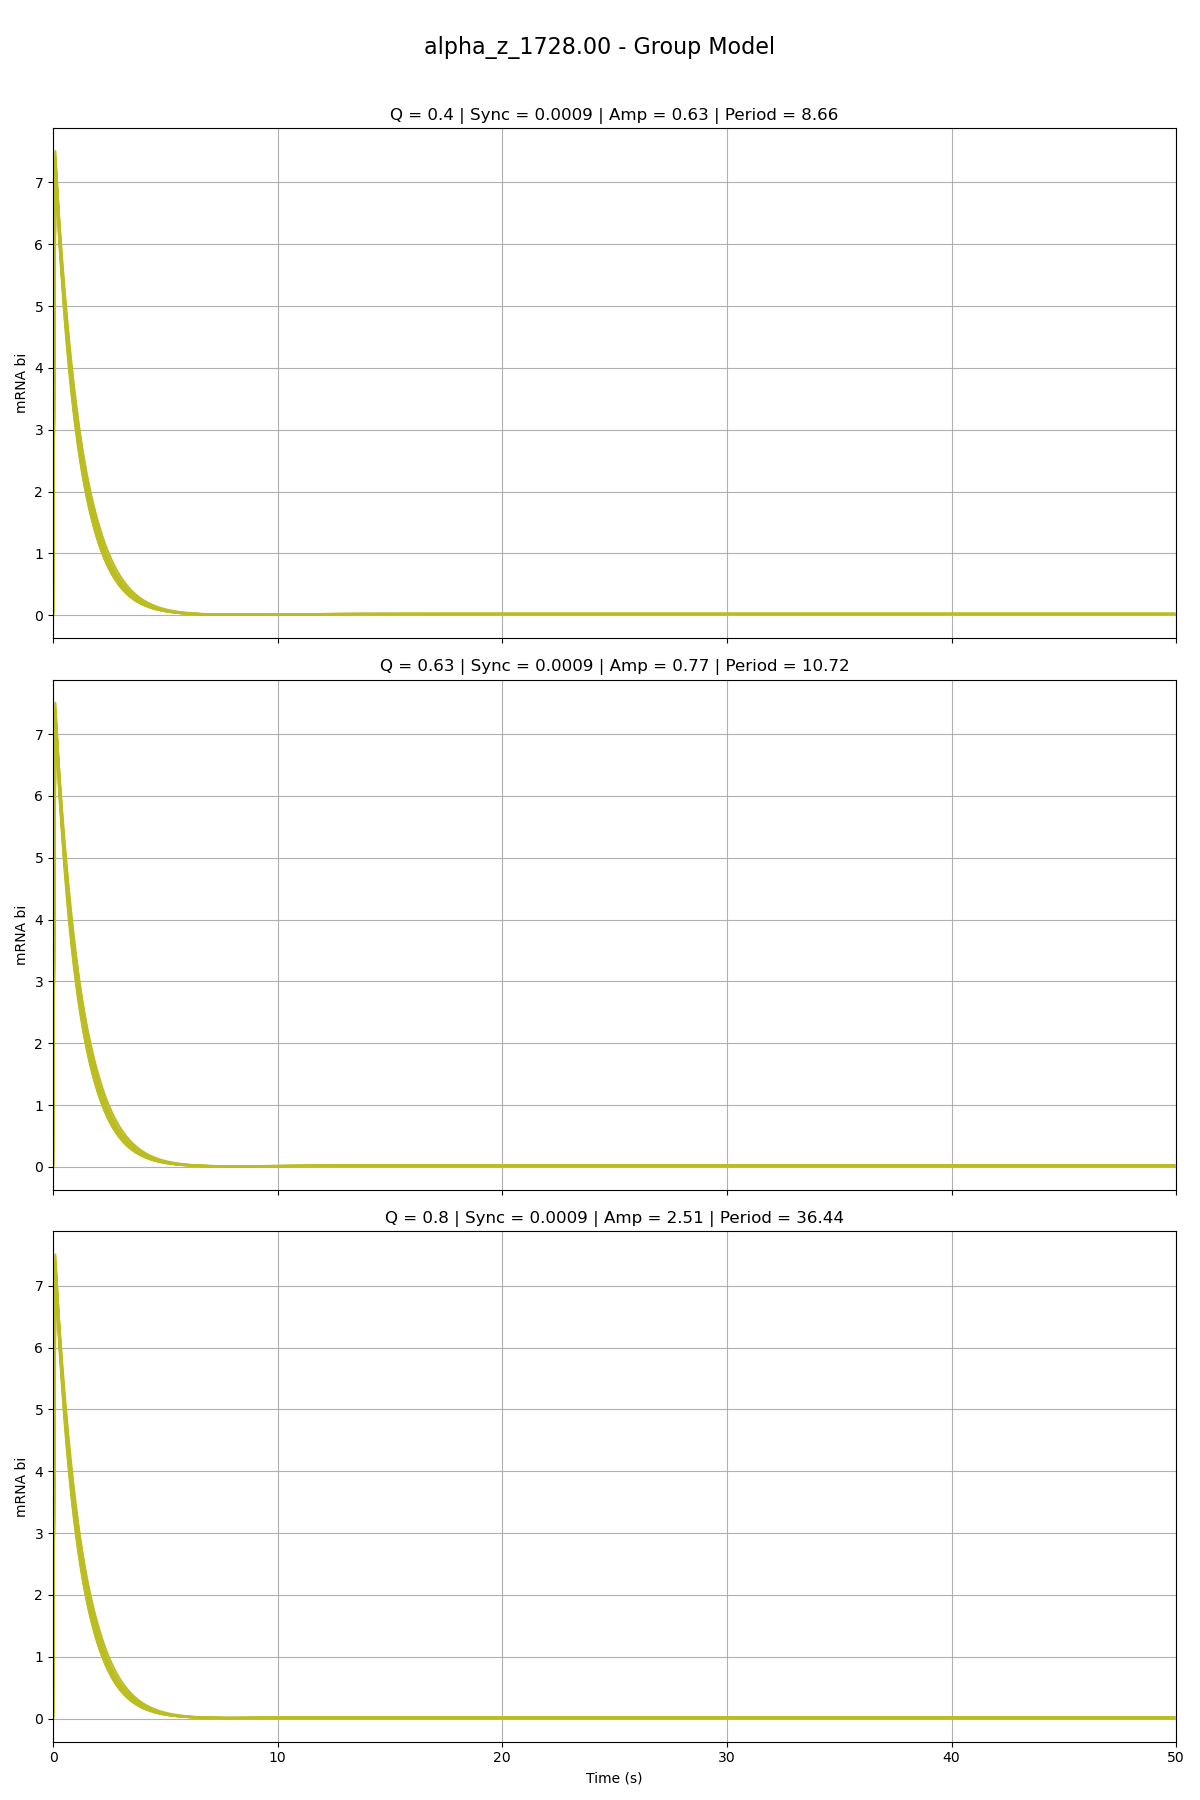 alpha_z_1728.00 - Group Model
Q = 0.4 | Sync = 0.0009 | Amp = 0.63 | Period = 8.66
7
6
5
4
3
2
1
0
mRNA bi
Q = 0.63 | Sync = 0.0009 | Amp = 0.77 | Period = 10.72
7
6
5
4
3
2
1
0
mRNA bi
Q = 0.8 | Sync = 0.0009 | Amp = 2.51 | Period = 36.44
7
6
5
4
3
2
1
0
mRNA bi
0 10 20 30 40 50
Time (s)